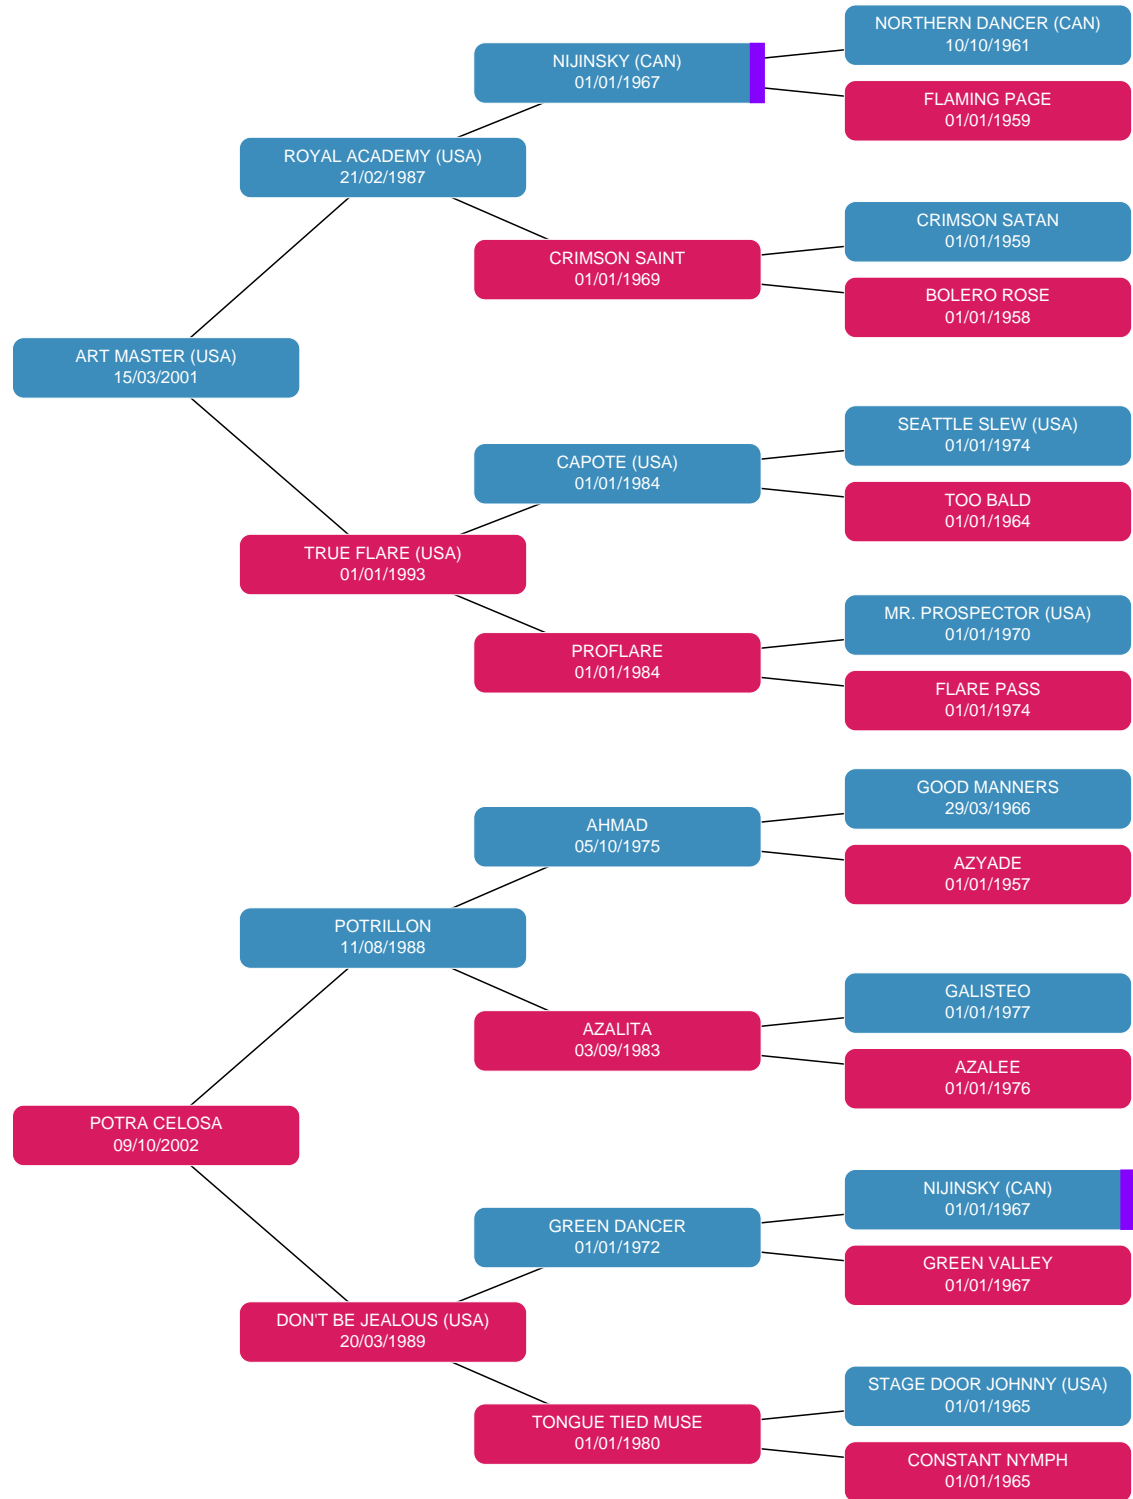 NORTHERN DANCER (CAN)
10/10/1961
NIJINSKY (CAN)
01/01/1967
FLAMING PAGE
01/01/1959
ROYAL ACADEMY (USA)
21/02/1987
CRIMSON SATAN
01/01/1959
CRIMSON SAINT
01/01/1969
BOLERO ROSE
01/01/1958
ART MASTER (USA)
15/03/2001
SEATTLE SLEW (USA)
01/01/1974
CAPOTE (USA)
01/01/1984
TOO BALD
01/01/1964
TRUE FLARE (USA)
01/01/1993
MR. PROSPECTOR (USA)
01/01/1970
PROFLARE
01/01/1984
FLARE PASS
01/01/1974
GOOD MANNERS
29/03/1966
AHMAD
05/10/1975
AZYADE
01/01/1957
POTRILLON
11/08/1988
GALISTEO
01/01/1977
AZALITA
03/09/1983
AZALEE
01/01/1976
POTRA CELOSA
09/10/2002
NIJINSKY (CAN)
01/01/1967
GREEN DANCER
01/01/1972
GREEN VALLEY
01/01/1967
DON'T BE JEALOUS (USA)
20/03/1989
STAGE DOOR JOHNNY (USA)
01/01/1965
TONGUE TIED MUSE
01/01/1980
CONSTANT NYMPH
01/01/1965